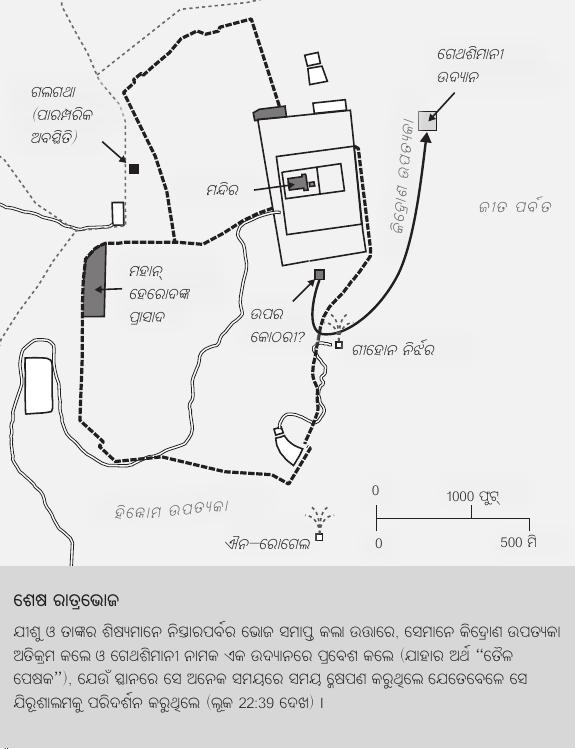 ଗେଥଶିମାନୀ
ଉଦ୍ୟାନ
ଗଲଗଥା
(ପାରମ୍ପରିକ
ଅବସ୍ଥିତି)
କିଦ୍ରୋଣ ଉପତ୍ୟକା
ମନ୍ଦିର
ଜୀତ ପର୍ବତ
ମହାନ୍
ହେରୋଦଙ୍କ
ପ୍ରାସାଦ
ଉପର
କୋଠରୀ?
ଗୀହୋନ ନିର୍ଝର
ହିନ୍ନୋମ ଉପତ୍ୟକା
ଐନ–ରୋଗେଲ
0
1000 ଫୁଟ୍
0
500 ମି
ଶେଷ ରାତ୍ରଭୋଜ
ଯୀଶୁ ଓ ତାଙ୍କର ଶିଷ୍ୟମାନେ ନିସ୍ତାରପର୍ବର ଭୋଜ ସମାପ୍ତ କଲା ଉତ୍ତାରେ, ସେମାନେ କିଦ୍ରୋଣ ଉପତ୍ୟକା
ଅତିକ୍ରମ କଲେ ଓ ଗେଥଶିମାନୀ ନାମକ ଏକ ଉଦ୍ୟାନରେ ପ୍ରବେଶ କଲେ (ଯାହାର ଅର୍ଥ “ତୈଳ
ପେଷକ”), ଯେଉଁ ସ୍ଥାନରେ ସେ ଅନେକ ସମୟରେ ସମୟ କ୍ଷେପଣ କରୁଥିଲେ ଯେତେବେଳେ ସେ
ଯିରୂଶାଲମକୁ ପରିଦର୍ଶନ କରୁଥିଲେ (ଲୂକ 22:39 ଦେଖ) ।